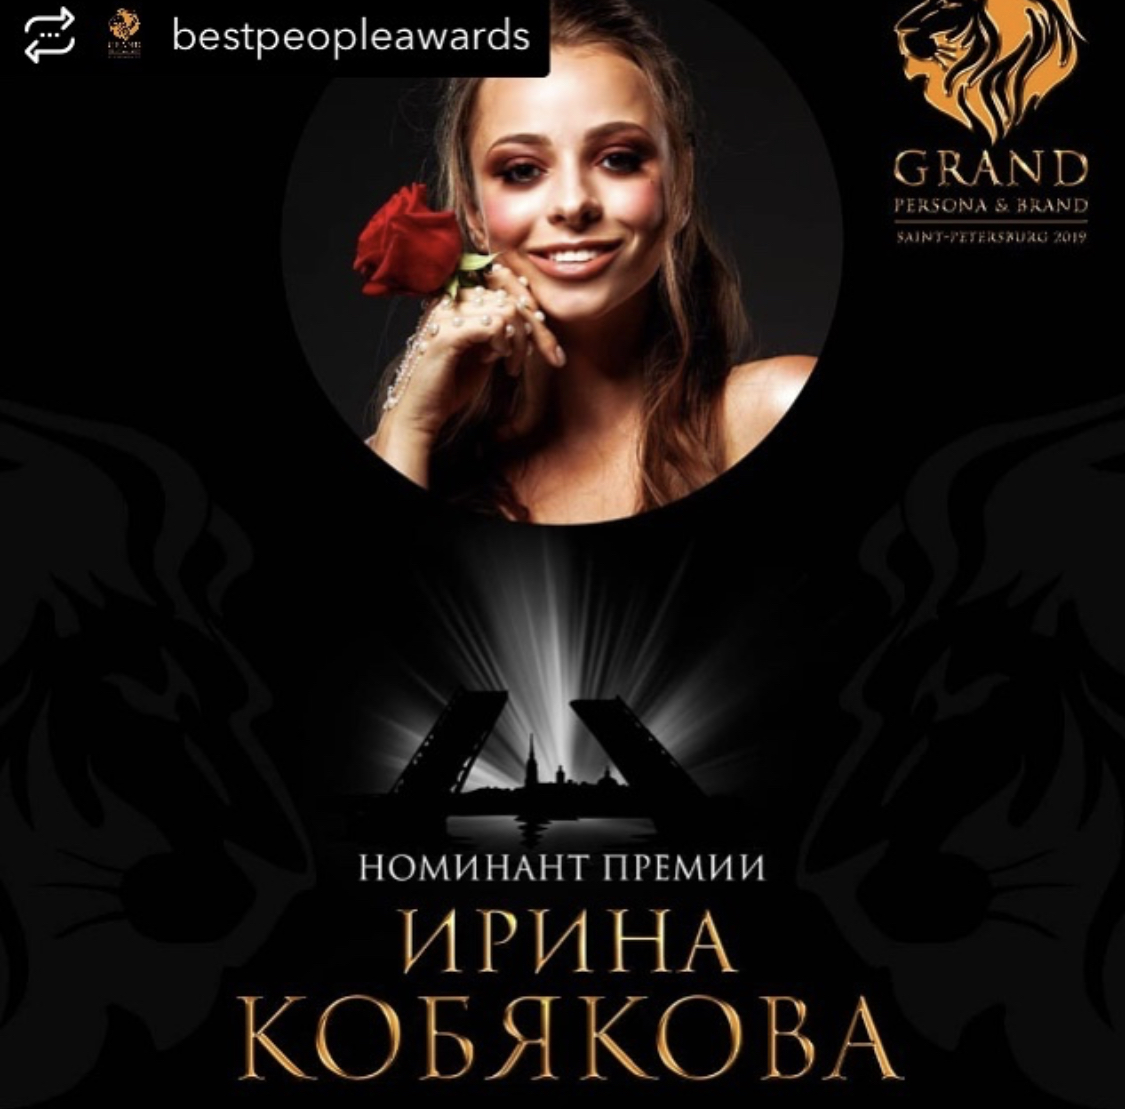 bestpeopleawards
GRAND
PERSONA & BRAND
SAINT-PETERSBURG 2019
НОМИНАНТ ПРЕМИИ
ИРИНА
КОБЯКОВА